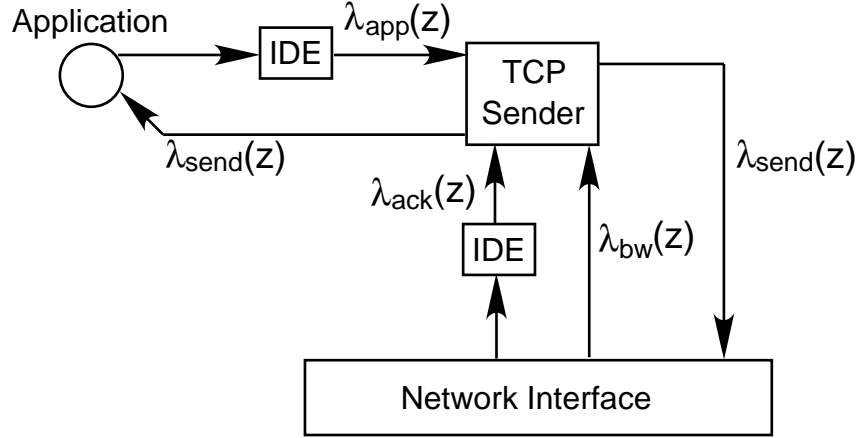 Application
IDE
λapp(z)
TCP
Sender
λsend(z)
λsend(z)
λack(z)
IDE
λbw(z)
Network Interface